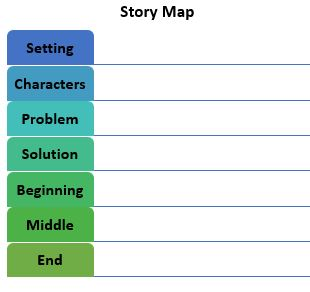 Story Map
Setting
Characters
Problem
Solution
Beginning
Middle
End